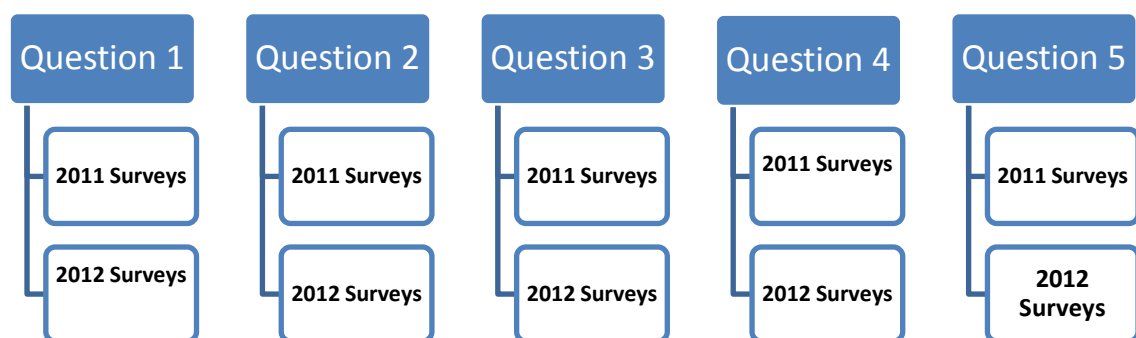 Question 1
2011 Surveys
2012 Surveys
Question 2
2011 Surveys
2012 Surveys
Question 3
2011 Surveys
2012 Surveys
Question 4
2011 Surveys
2012 Surveys
Question 5
2011 Surveys
2012
Surveys